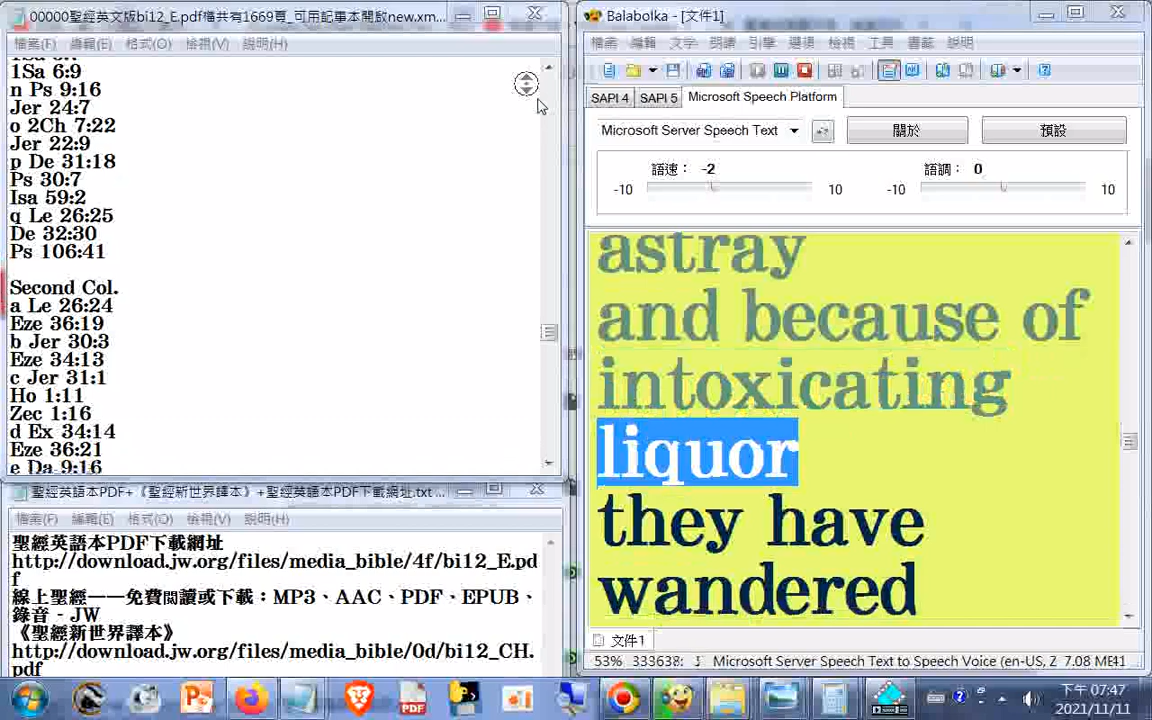 00000聖經英文版bi12_E.pdf檔共有1669頁_可用記事本開啟new.xm...
檔案(F) 編輯(E) 格式(O) 檢視(V) 說明(H)
1Sa 6:9
n Ps 9:16
Jer 24:7
o 2Ch 7:22
Jer 22:9
p De 31:18
Ps 30:7
Isa 59:2
q Le 26:25
De 32:30
Ps 106:41
Second Col.
a Le 26:24
Eze 36:19
b Jer 30:3
Eze 34:13
c Jer 31:1
Ho 1:11
Zec 1:16
d Ex 34:14
Eze 36:21
e Da 9:16
聖經英語本PDF+《聖經新世界譯本》+聖經英語本PDF下載網址.txt ...
檔案(F) 編輯(E) 格式(O) 檢視(V) 說明(H)
聖經英語本PDF下載網址
http://download.jw.org/files/media_bible/4f/bi12_E.pd
f
線上聖經——免費閱讀或下載：MP3、AAC、PDF、EPUB、
錄音 - JW
《聖經新世界譯本》
http://download.jw.org/files/media_bible/0d/bi12_CH.
pdf
Balabolka - [文件1]
檔案 編輯 文字 朗讀 引擎 選項 檢視 工具 書籤 說明
SAPI 4 SAPI 5 Microsoft Speech Platform
Microsoft Server Speech Text 關於 預設
語速： -2 語調： 0
-10 10 -10 10
astray
and because of
intoxicating
liquor
they have
wandered
文件1
53% 333638: 1 Microsoft Server Speech Text to Speech Voice (en-US, Z 7.08 ME41
下午 07:47
2021/11/11